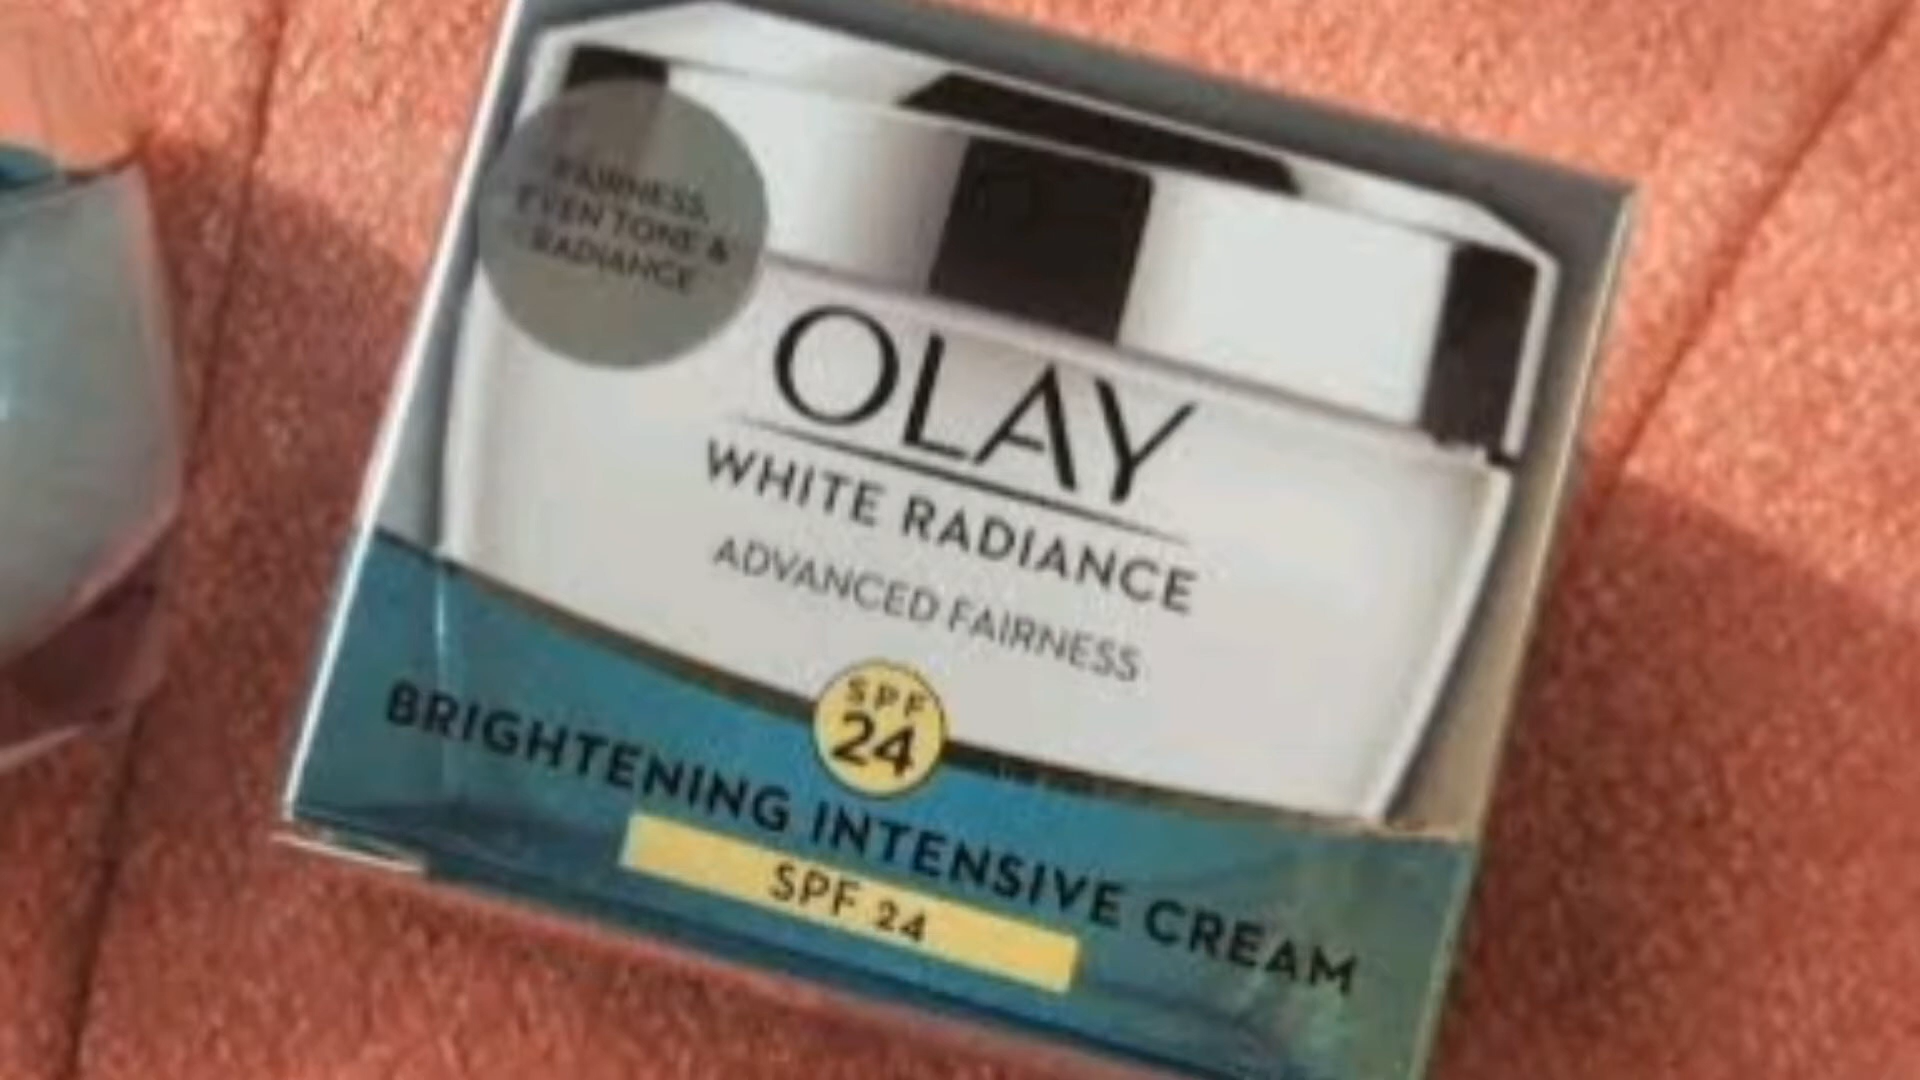 FAIRNESS,
EVEN TONE &
RADIANCE
OLAY
WHITE RADIANCE
ADVANCED FAIRNESS
SPF
24
BRIGHTENING INTENSIVE CREAM
SPF 24